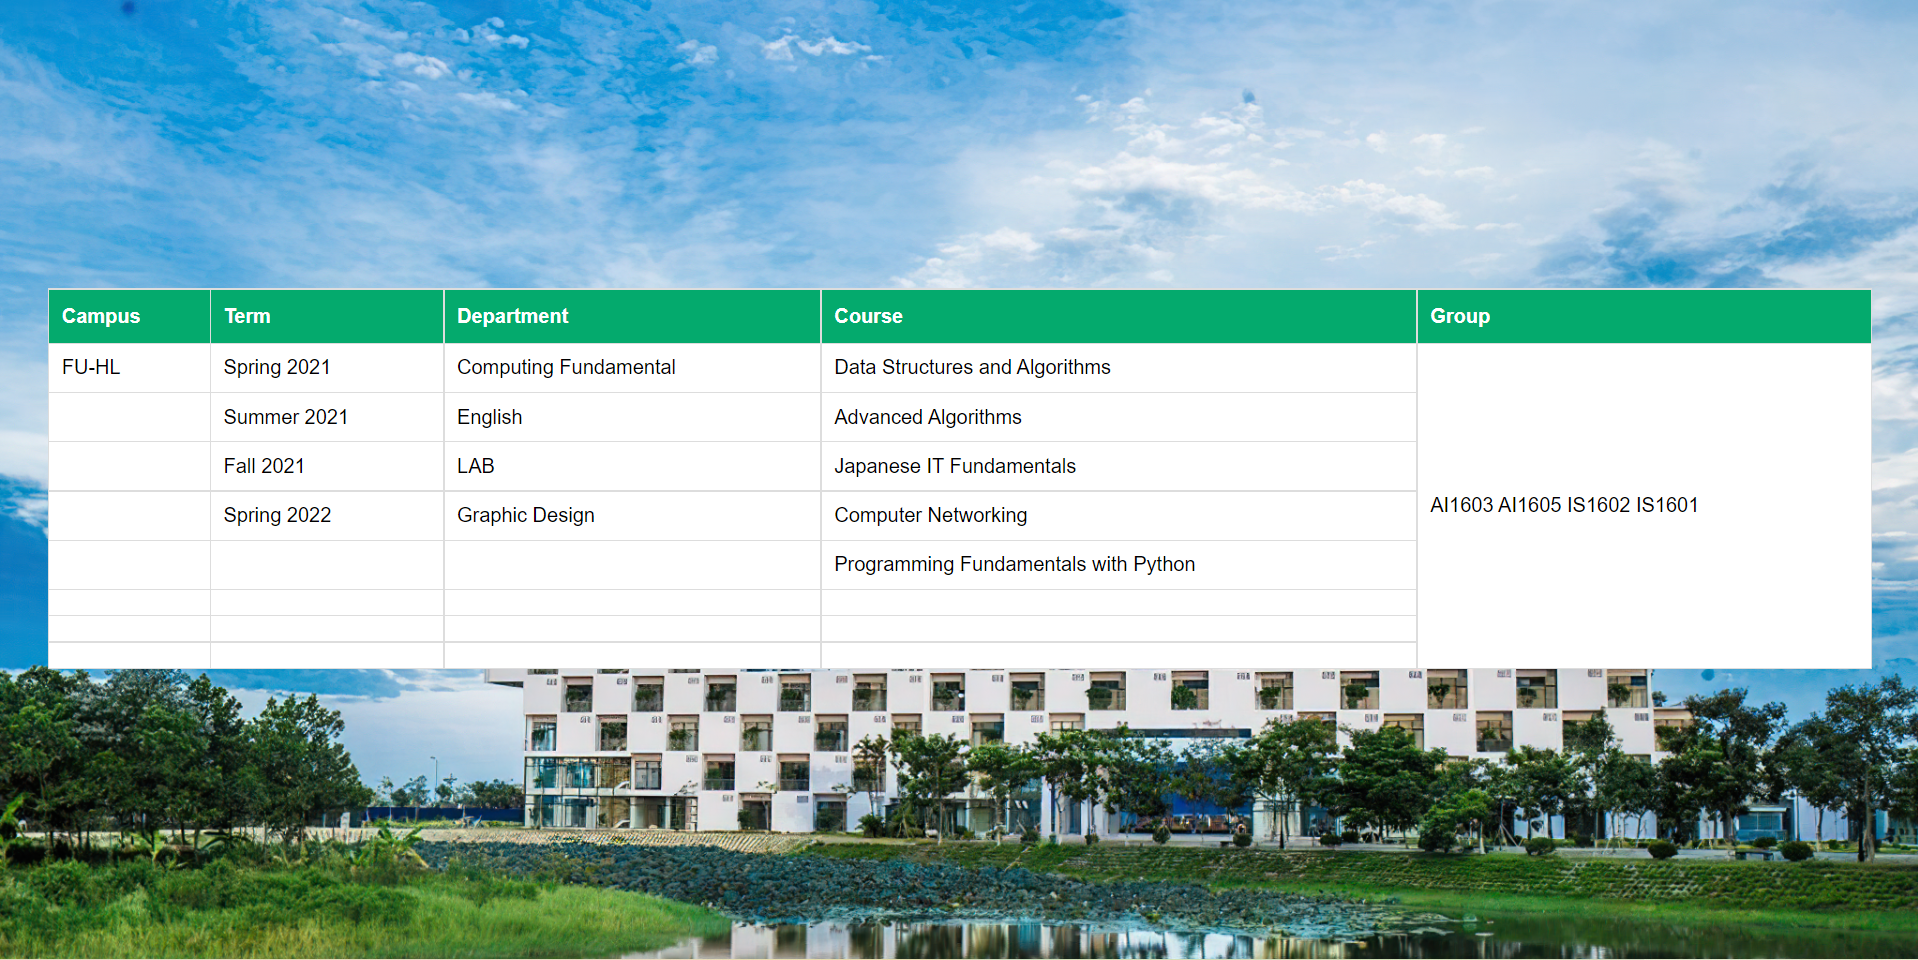 Campus Term Department Course Group
FU-HL Spring 2021 Computing Fundamental Data Structures and Algorithms
Summer 2021 English Advanced Algorithms
Fall 2021 LAB Japanese IT Fundamentals
AI1603 AI1605 IS1602 IS1601
Spring 2022 Graphic Design Computer Networking
Programming Fundamentals with Python